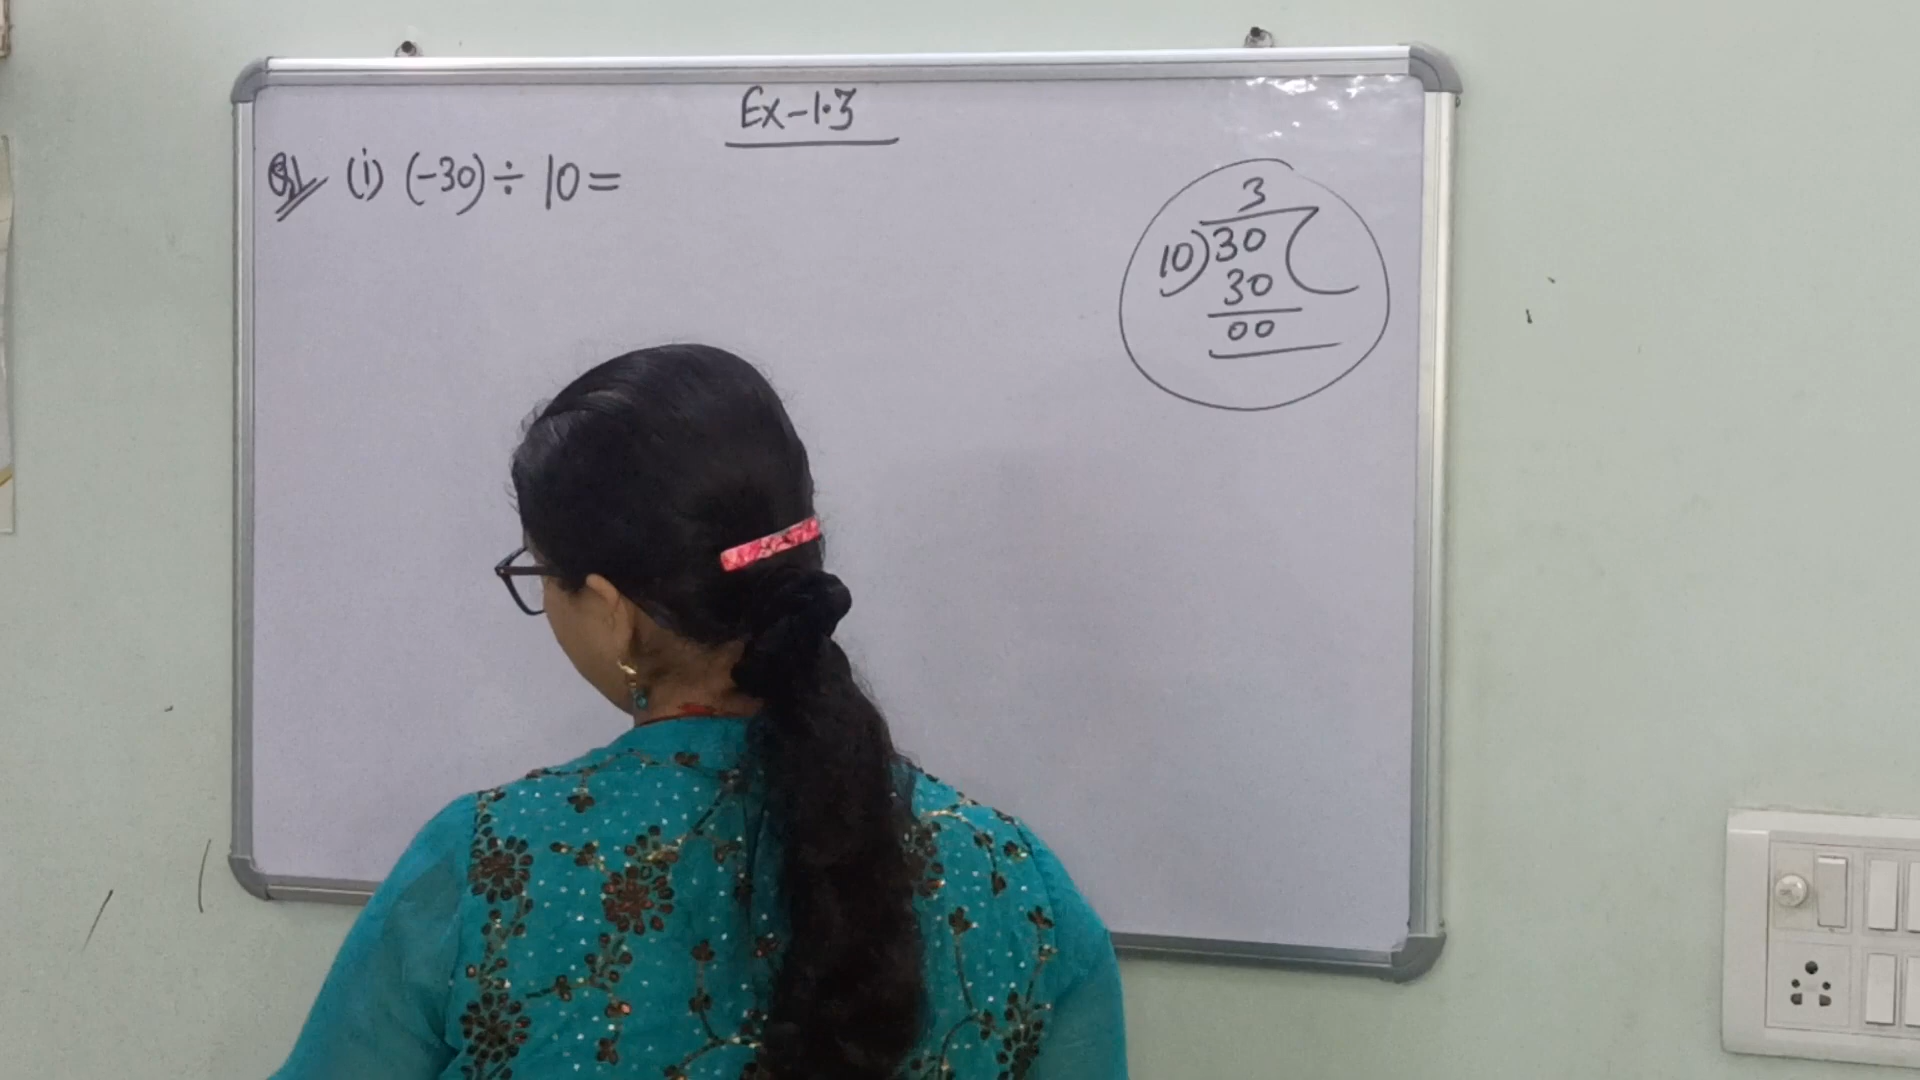 Ex-1.3
Q1 (i) (-30) ÷ 10 =
3
10)30(
30
00